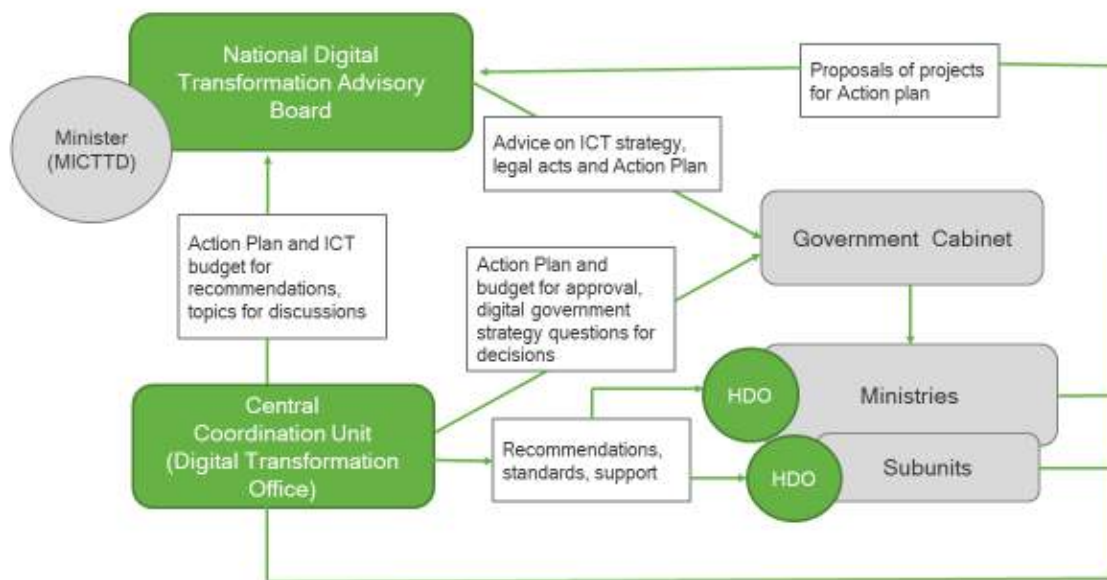 National Digital
Transformation Advisory
Board
Minister
(MICTTD)
Proposals of projects
for Action plan
Advice on ICT strategy,
legal acts and Action Plan
Government Cabinet
Action Plan and ICT
budget for
recommendations,
topics for discussions
Action Plan and
budget for approval,
digital government
strategy questions for
decisions
HDO
Ministries
Central
Coordination Unit
(Digital Transformation
Office)
Recommendations,
standards, support
HDO
Subunits